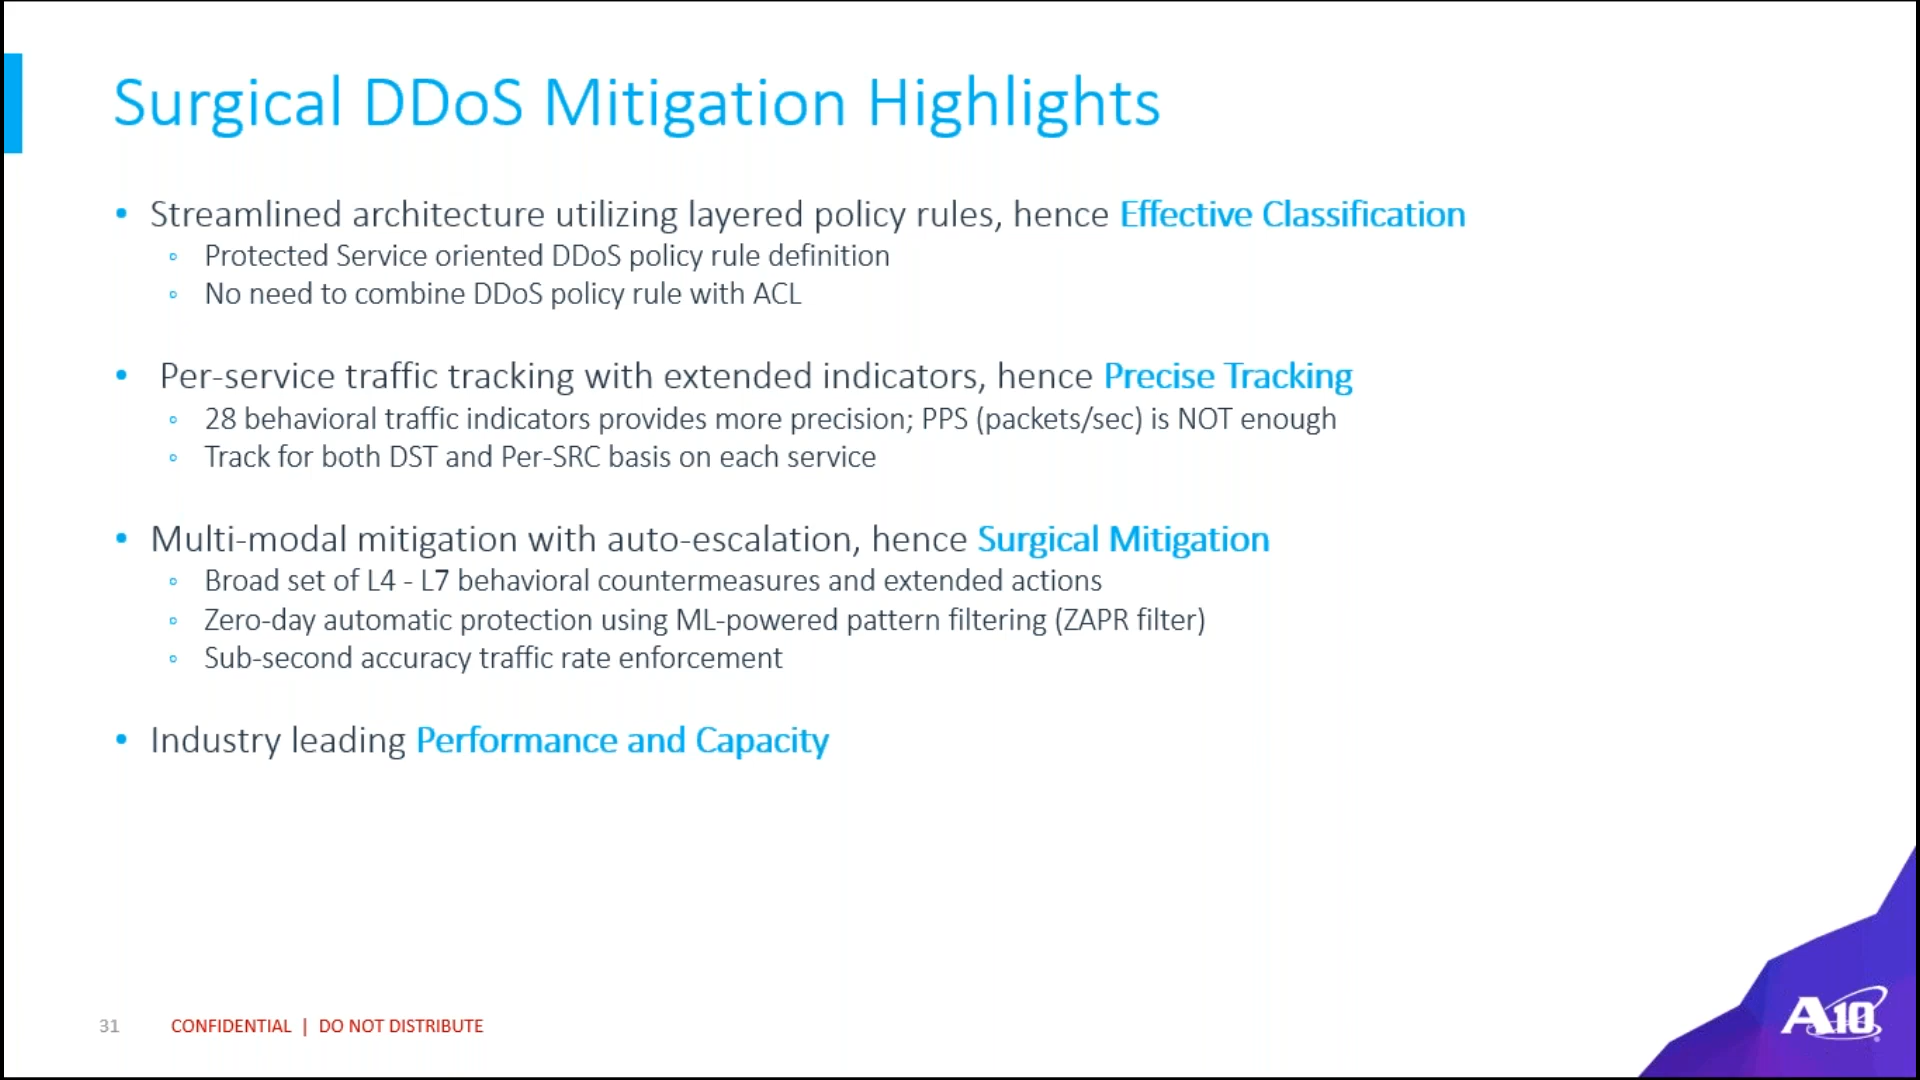 Surgical DDoS Mitigation Highlights
• Streamlined architecture utilizing layered policy rules, hence Effective Classification
◦ Protected Service oriented DDoS policy rule definition
◦ No need to combine DDoS policy rule with ACL
• Per-service traffic tracking with extended indicators, hence Precise Tracking
◦ 28 behavioral traffic indicators provides more precision; PPS (packets/sec) is NOT enough
◦ Track for both DST and Per-SRC basis on each service
• Multi-modal mitigation with auto-escalation, hence Surgical Mitigation
◦ Broad set of L4 - L7 behavioral countermeasures and extended actions
◦ Zero-day automatic protection using ML-powered pattern filtering (ZAPR filter)
◦ Sub-second accuracy traffic rate enforcement
• Industry leading Performance and Capacity
31 CONFIDENTIAL | DO NOT DISTRIBUTE
A10